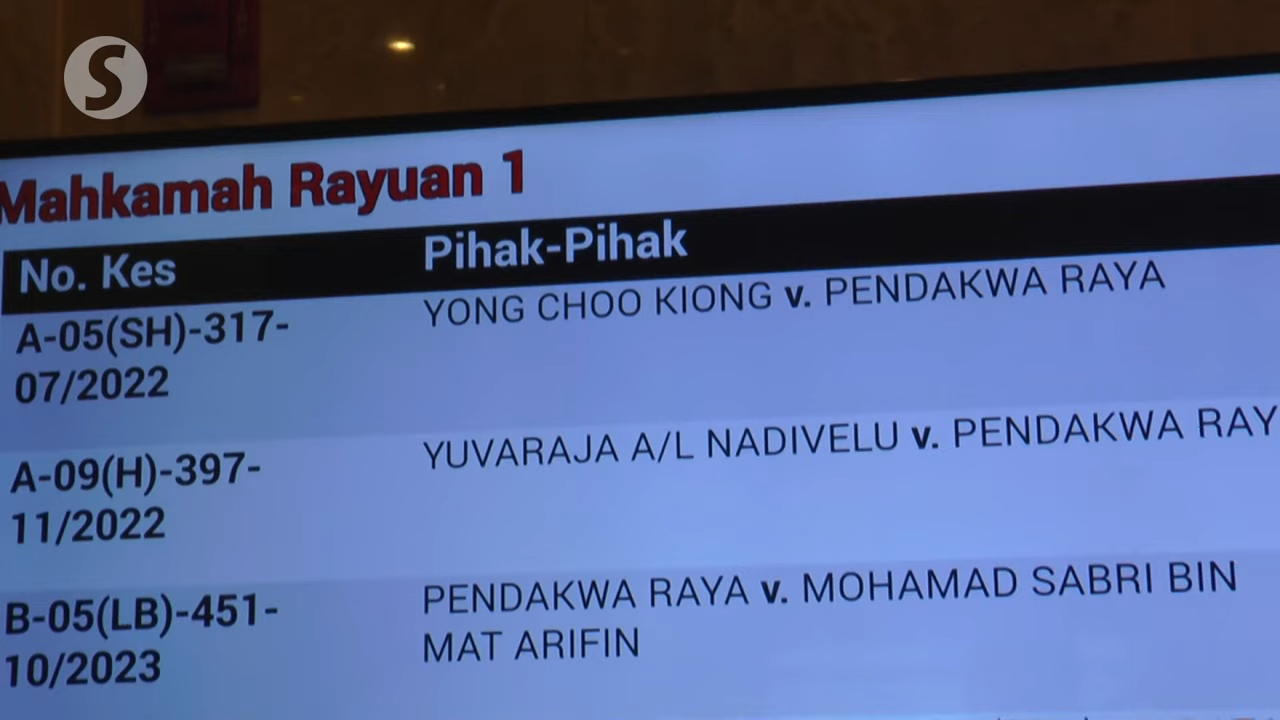 S
Mahkamah Rayuan 1
No. Kes Pihak-Pihak
A-05(SH)-317- YONG CHOO KIONG v. PENDAKWA RAYA
07/2022
A-09(H)-397- YUVARAJA A/L NADIVELU v. PENDAKWA RAY
11/2022
B-05(LB)-451- PENDAKWA RAYA v. MOHAMAD SABRI BIN
10/2023 MAT ARIFIN